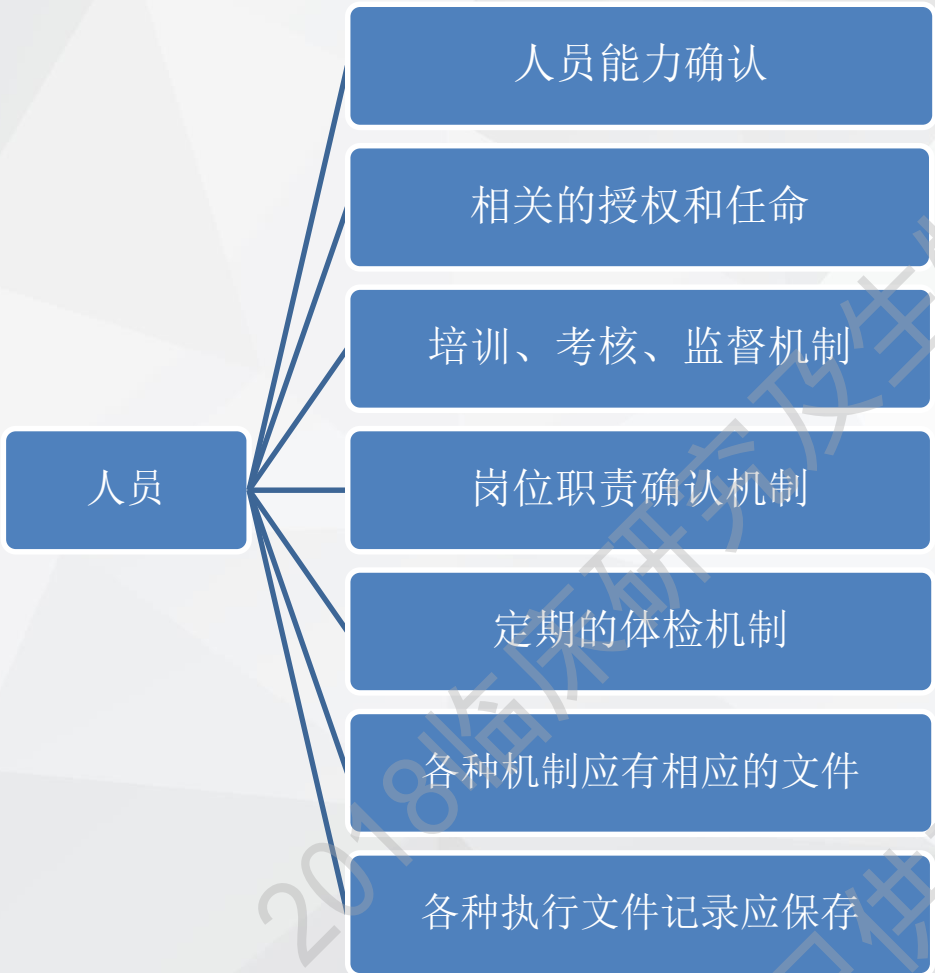 人员能力确认
相关的授权和任命
培训、考核、监督机制
人员
岗位职责确认机制
定期的体检机制
各种机制应有相应的文件
各种执行文件记录应保存
2018临床研究及生